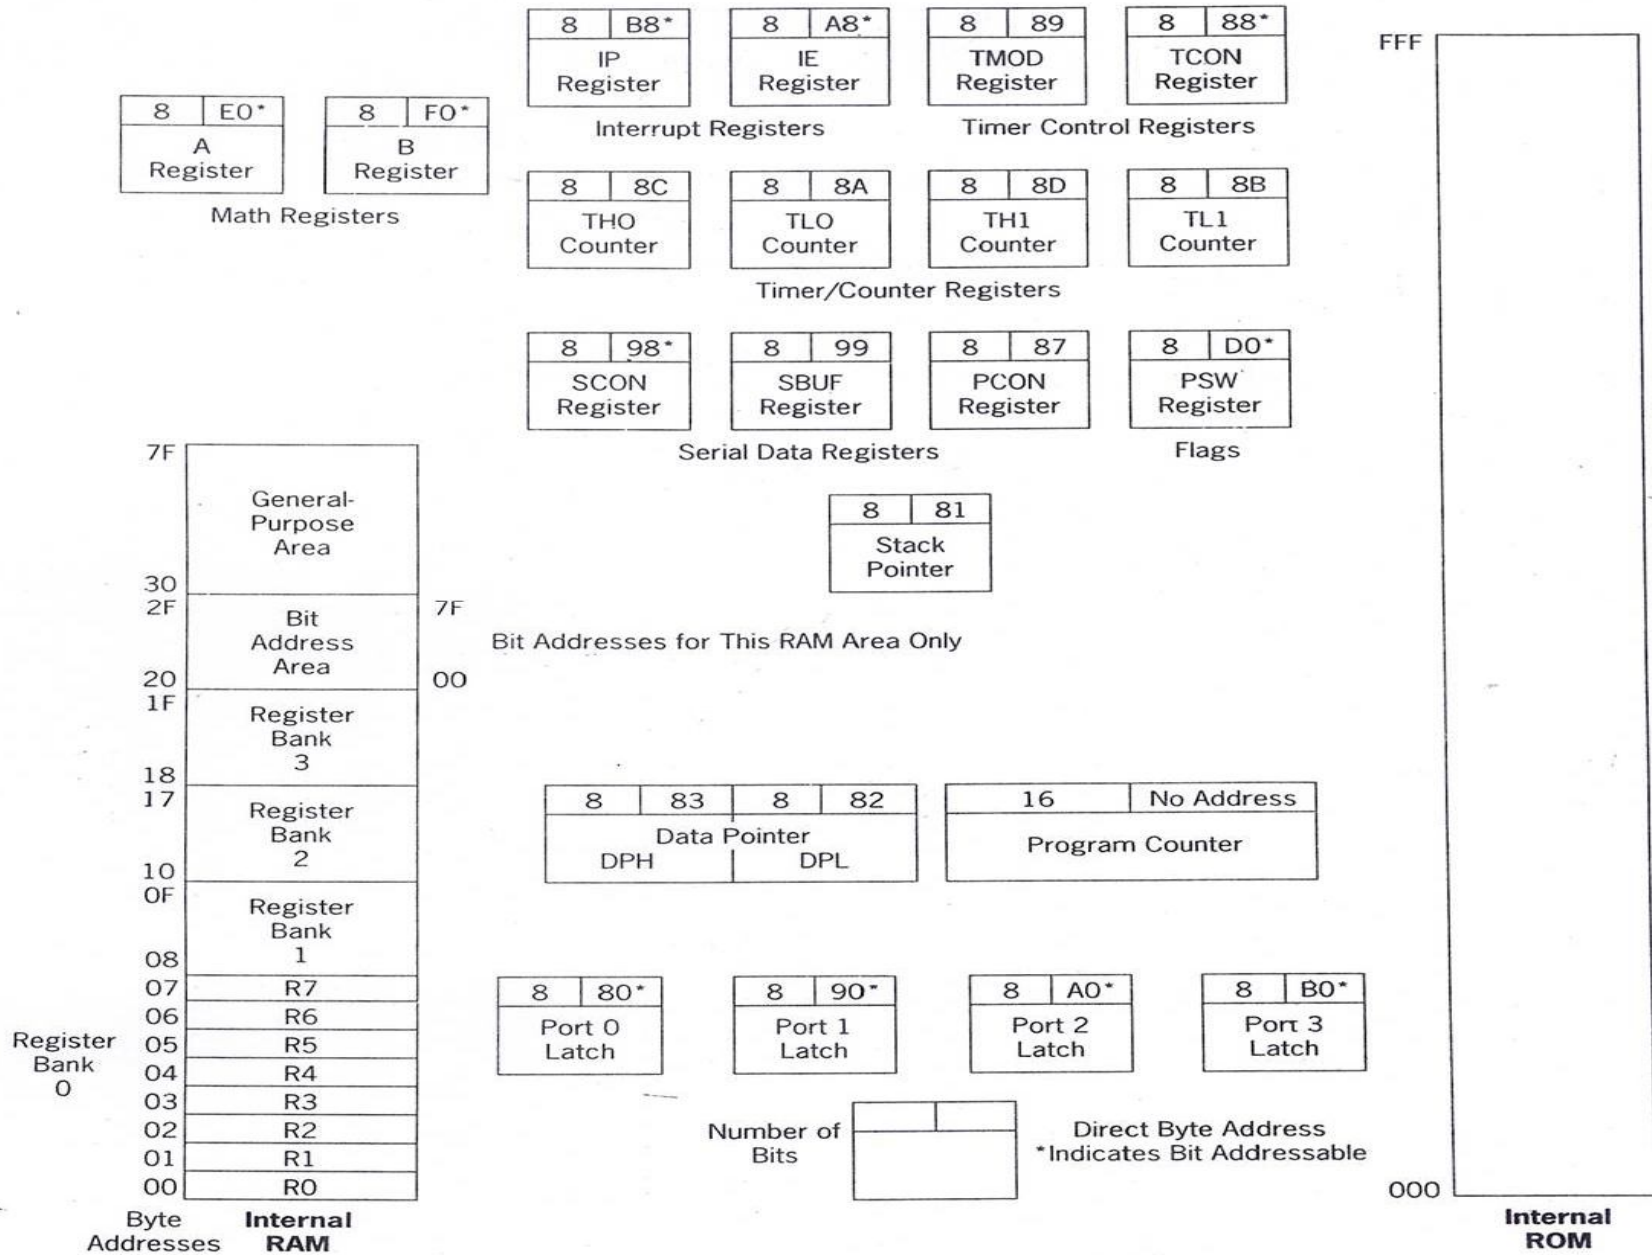 8 B8*
IP
Register
8 A8*
IE
Register
Interrupt Registers
8 89
TMOD
Register
8 88*
TCON
Register
Timer Control Registers
8 E0*
A
Register
8 F0*
B
Register
Math Registers
8 8C
TH0
Counter
8 8A
TL0
Counter
8 8D
TH1
Counter
8 8B
TL1
Counter
Timer/Counter Registers
8 98*
SCON
Register
8 99
SBUF
Register
8 87
PCON
Register
Serial Data Registers
8 D0*
PSW
Register
Flags
8 81
Stack
Pointer
7F
General-
Purpose
Area
30
2F
Bit
Address
Area
20
7F
00
Bit Addresses for This RAM Area Only
1F
Register
Bank
3
18
17
Register
Bank
2
10
0F
Register
Bank
1
08
8 83 8 82
Data Pointer
DPH DPL
16 No Address
Program Counter
Register
Bank
0
07 R7
06 R6
05 R5
04 R4
03 R3
02 R2
01 R1
00 R0
Byte
Addresses
Internal
RAM
8 80*
Port 0
Latch
8 90*
Port 1
Latch
8 A0*
Port 2
Latch
8 B0*
Port 3
Latch
Number of
Bits
Direct Byte Address
*Indicates Bit Addressable
FFF
000
Internal
ROM